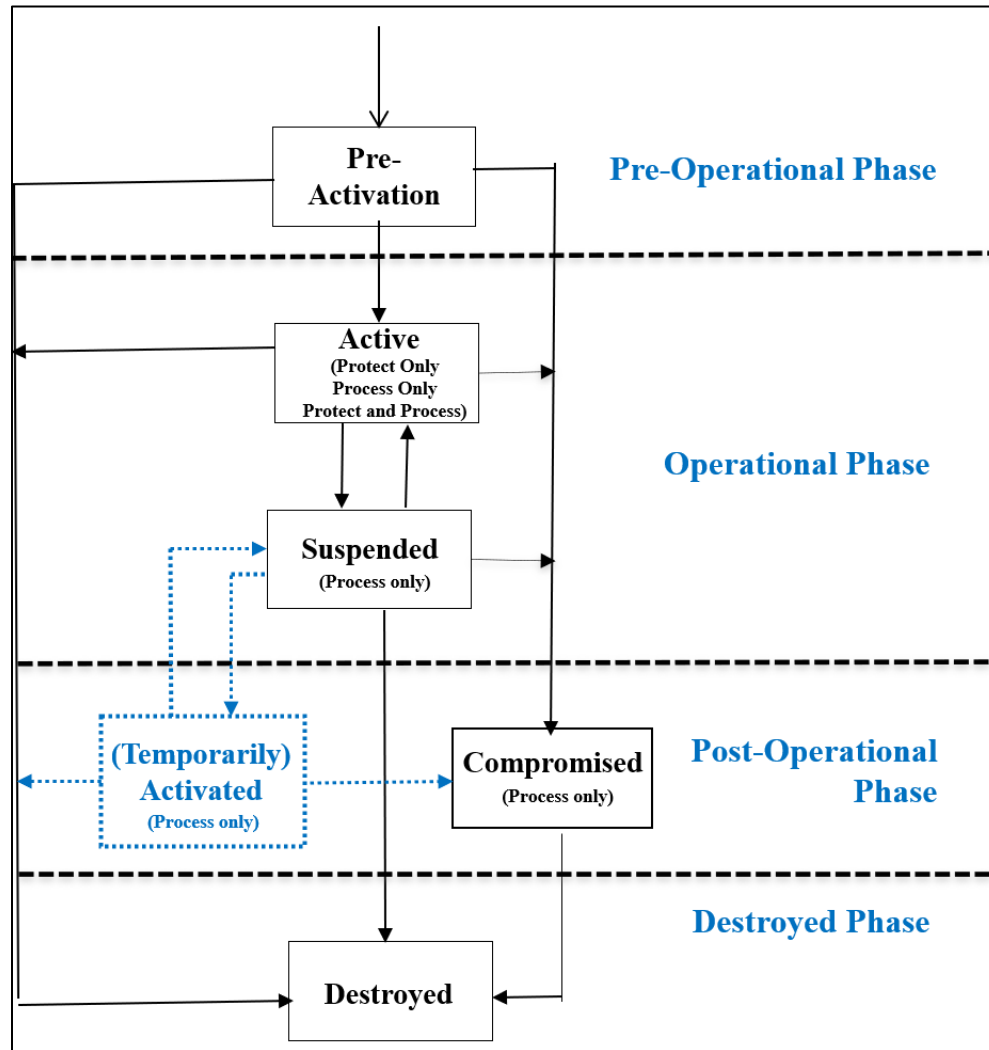 Pre-
Activation
Pre-Operational Phase
Active
(Protect Only
Process Only
Protect and Process)
Operational Phase
Suspended
(Process only)
(Temporarily)
Activated
(Process only)
Compromised
(Process only)
Post-Operational
Phase
Destroyed Phase
Destroyed